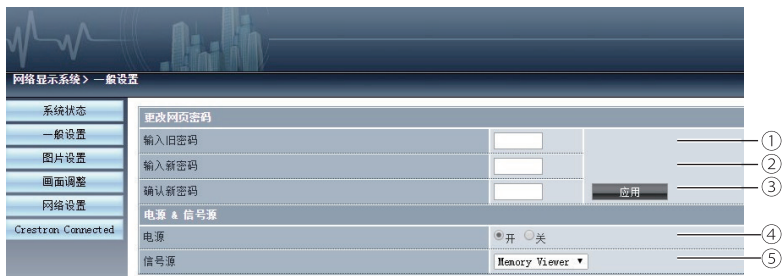 网络显示系统> 一般设置
系统状态
一般设置
图片设置
画面调整
网络设置
Crestron Connected
更改网页密码
输入旧密码 ①
输入新密码 ②
确认新密码 应用 ③
电源 & 信号源
电源 开 关 ④
信号源 Memory Viewer ▼ ⑤